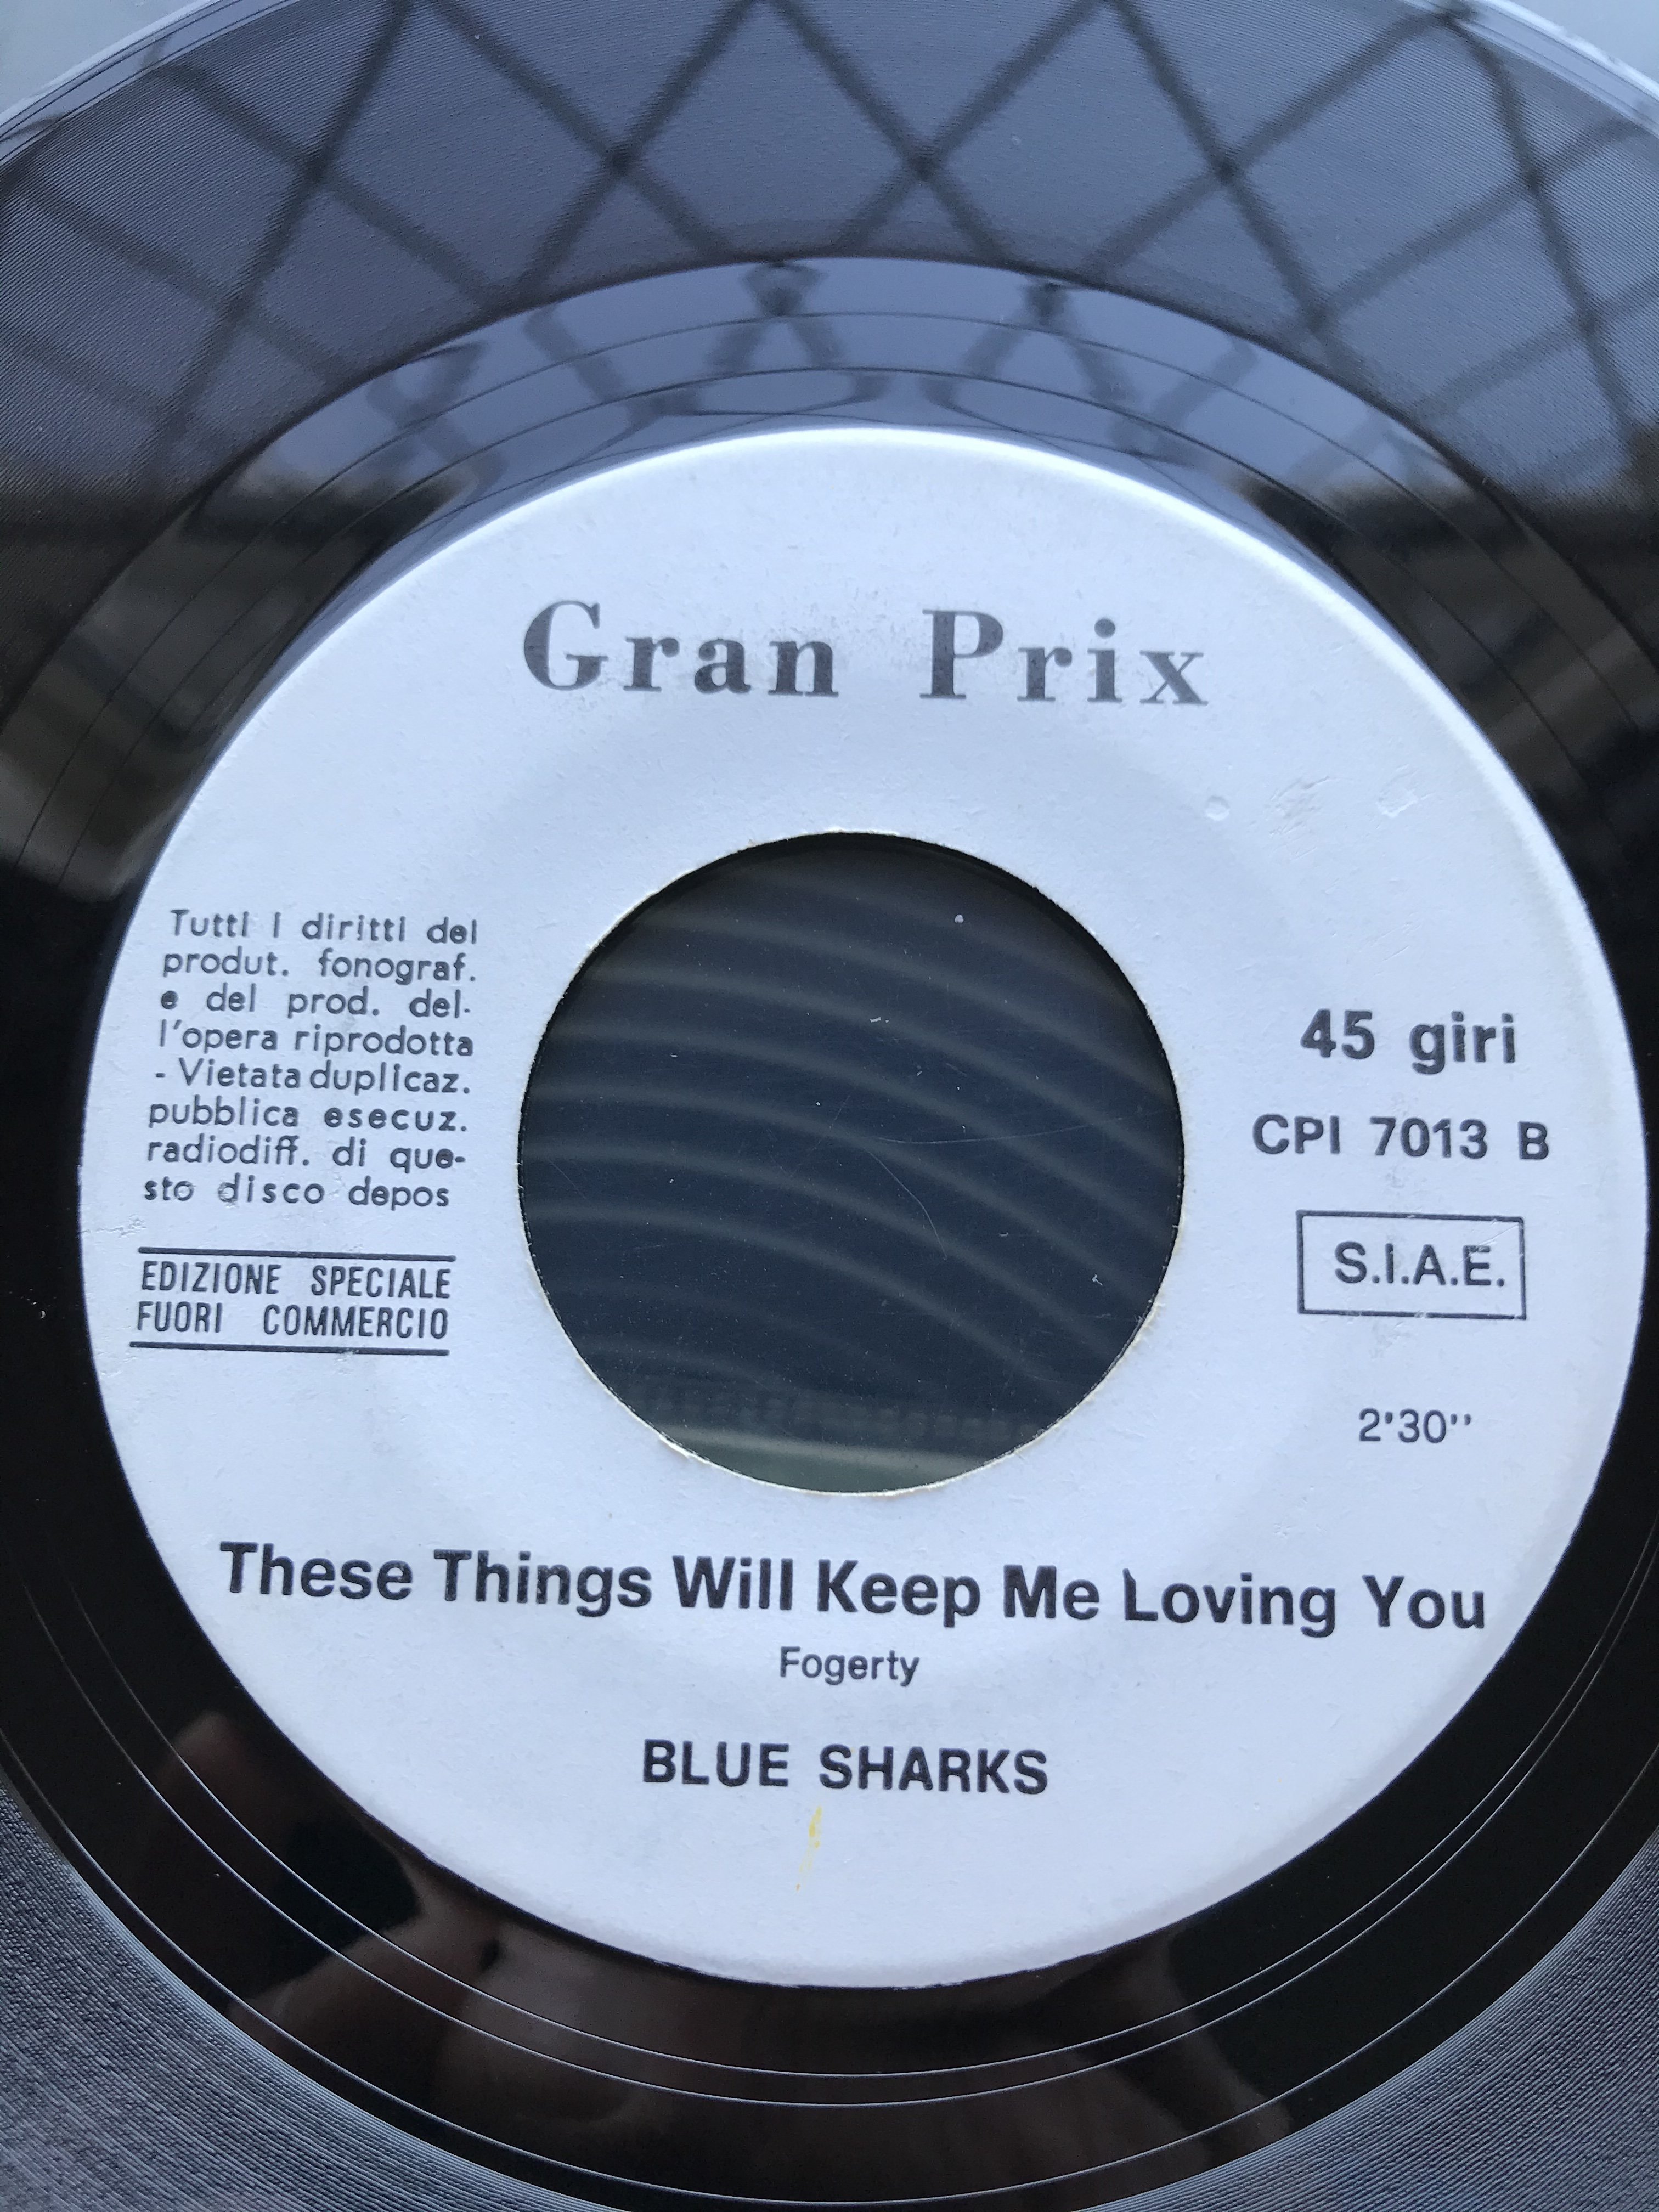 Gran Prix
Tutti i diritti del
produt. fonograf.
e del prod. del-
l'opera riprodotta
- Vietata duplicaz.
pubblica esecuz.
radiodiff. di que-
sto disco depos
EDIZIONE SPECIALE
FUORI COMMERCIO
45 giri
CPI 7013 B
S.I.A.E.
2'30''
These Things Will Keep Me Loving You
Fogerty
BLUE SHARKS